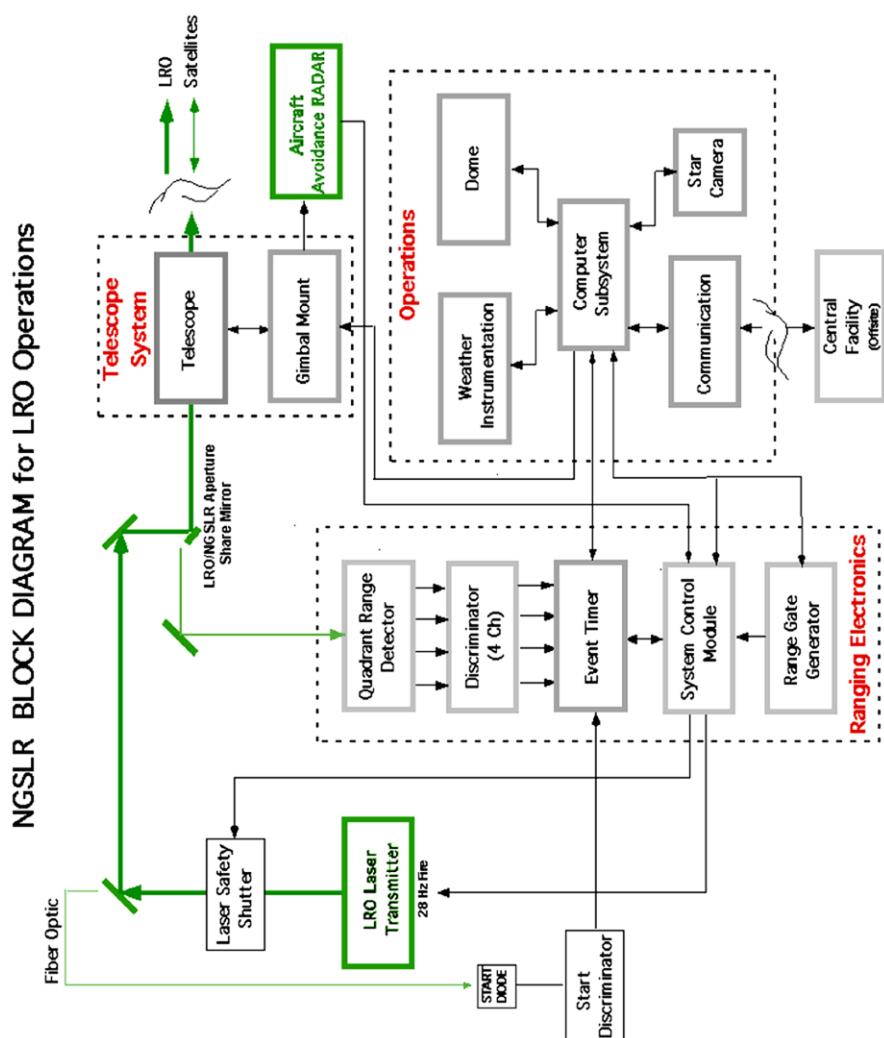 NGSLR BLOCK DIAGRAM for LRO Operations
Fiber Optic
LRO
Satellites
Telescope
System
Telescope
Gimbal Mount
Aircraft
Avoidance RADAR
LRO/NGSLR Aperture
Share Mirror
Laser Safety
Shutter
LRO Laser
Transmitter
28 Hz Fire
START
DIODE
Start
Discriminator
Quadrant Range
Detector
Discriminator
(4 Ch)
Event Timer
System Control
Module
Range Gate
Generator
Ranging Electronics
Operations
Weather
Instrumentation
Dome
Computer
Subsystem
Communication
Star
Camera
Central
Facility
(Offsite)